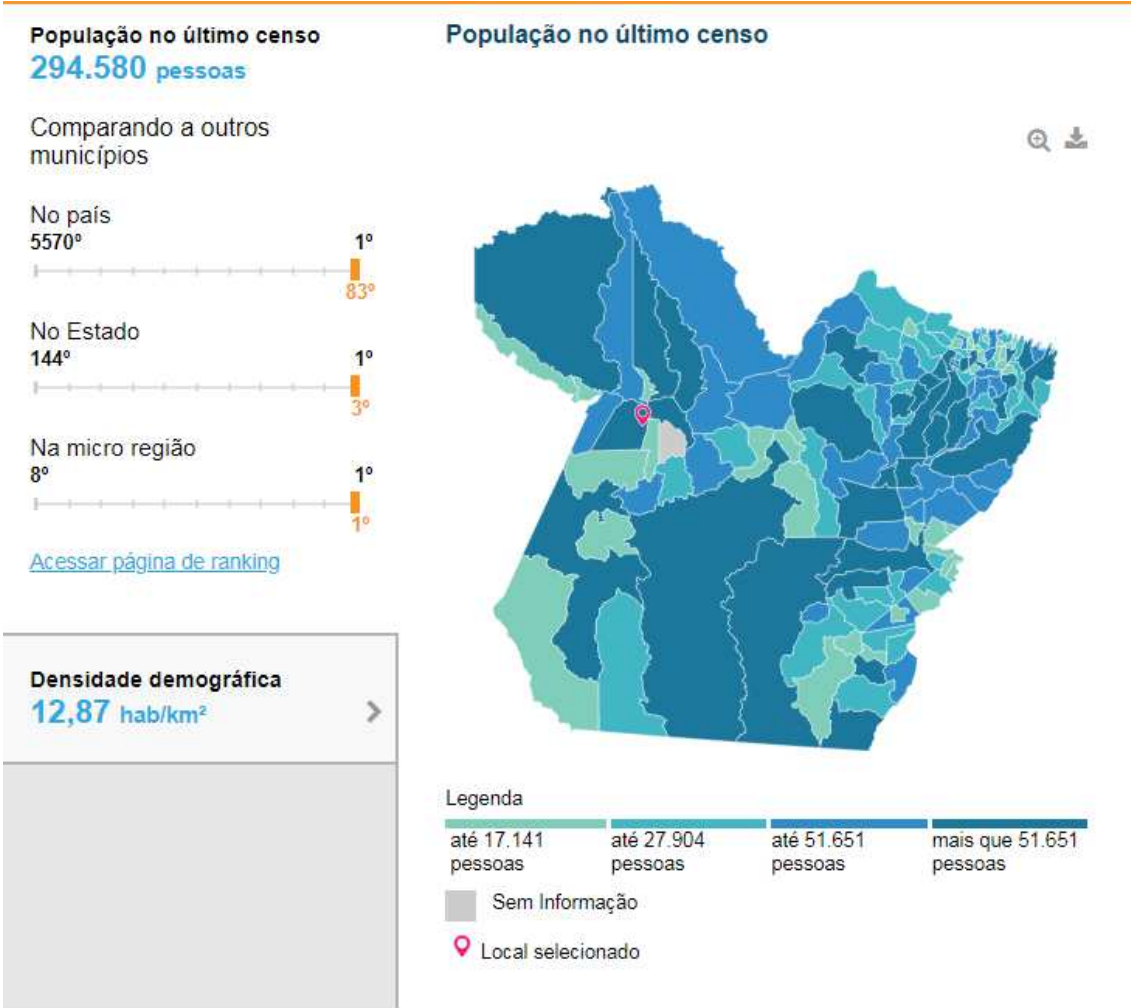 População no último censo
294.580 pessoas
Comparando a outros
municípios
No país
5570º 1º
83º
No Estado
144º 1º
3º
Na micro região
8º 1º
1º
Acessar página de ranking
Densidade demográfica
12,87 hab/km²
População no último censo
Legenda
até 17.141 pessoas
até 27.904 pessoas
até 51.651 pessoas
mais que 51.651 pessoas
Sem Informação
Local selecionado